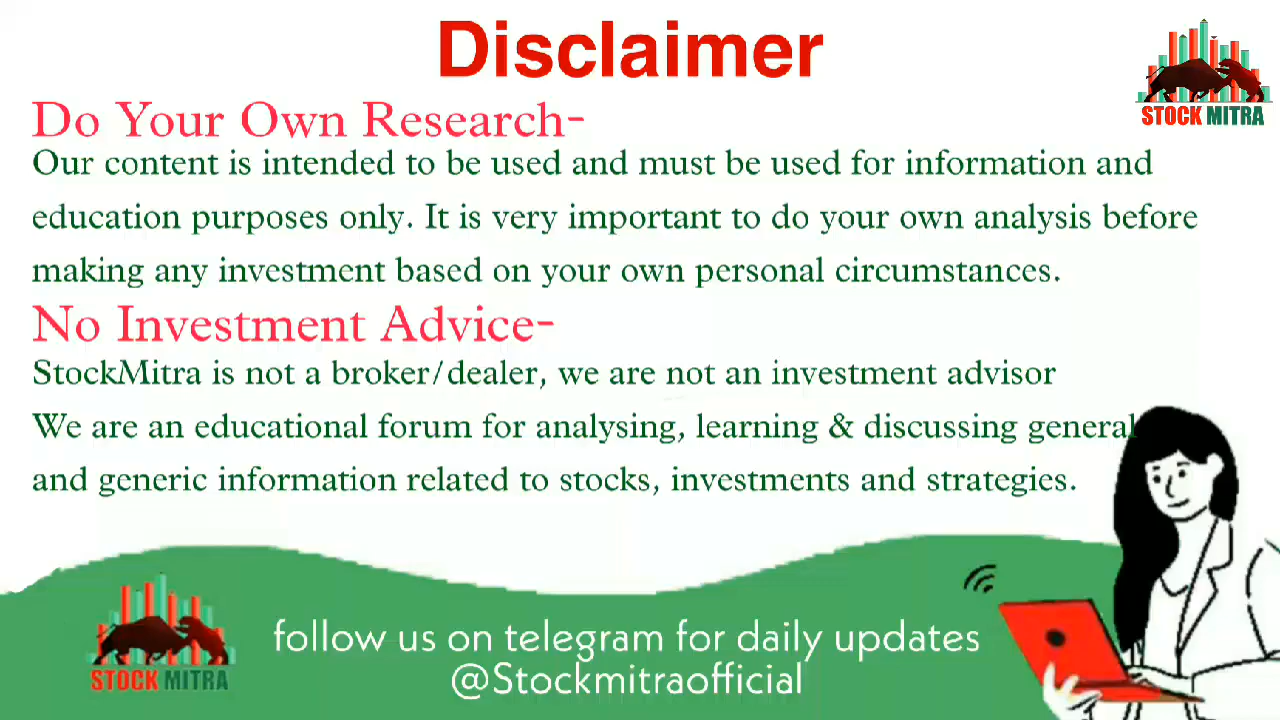 Disclaimer
STOCK MITRA
Do Your Own Research-
Our content is intended to be used and must be used for information and
education purposes only. It is very important to do your own analysis before
making any investment based on your own personal circumstances.
No Investment Advice-
StockMitra is not a broker/dealer, we are not an investment advisor
We are an educational forum for analysing, learning & discussing general
and generic information related to stocks, investments and strategies.
follow us on telegram for daily updates
@Stockmitraofficial
STOCK MITRA